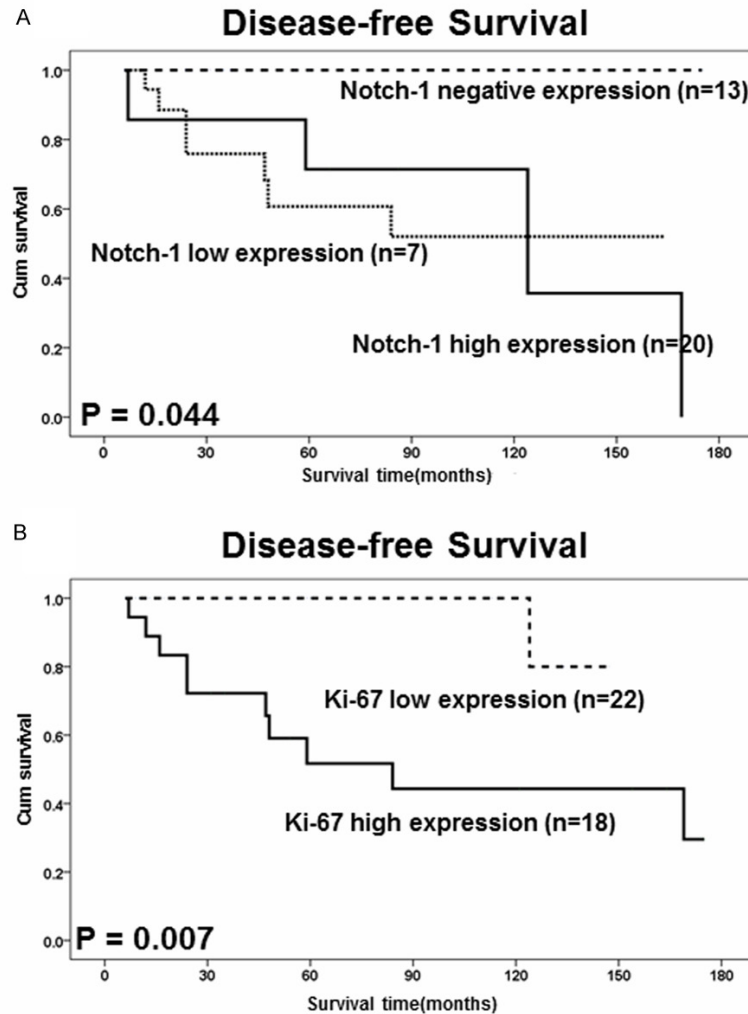 A
Disease-free Survival
1.0
Notch-1 negative expression (n=13)
0.8
0.6
Cum survival
Notch-1 low expression (n=7)
0.4
Notch-1 high expression (n=20)
0.2
P = 0.044
0.0
0 30 60 90 120 150 180
Survival time(months)
B
Disease-free Survival
1.0
0.8
Ki-67 low expression (n=22)
0.6
Cum survival
0.4
Ki-67 high expression (n=18)
0.2
P = 0.007
0.0
0 30 60 90 120 150 180
Survival time(months)